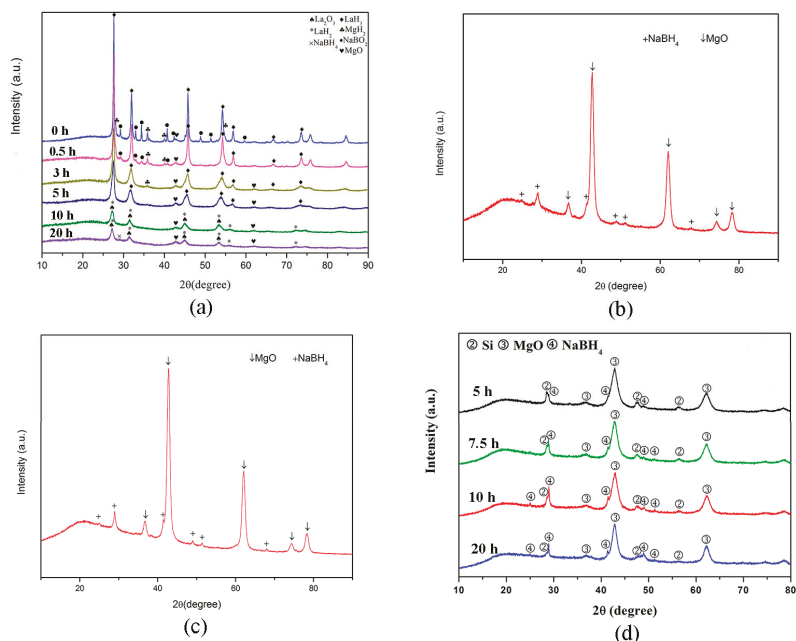 ♠La₂O₃ ♦LaH₃
*LaH₂ ♣MgH₂
×NaBH₄ ●NaBO₂
♥MgO
0 h
0.5 h
3 h
5 h
10 h
20 h
Intensity (a.u.)
10 20 30 40 50 60 70 80 90
2θ(degree)
(a)
+NaBH₄ ↓MgO
Intensity (a.u.)
20 40 60 80
2θ (degree)
(b)
↓MgO +NaBH₄
Intensity (a.u.)
20 40 60 80
2θ(degree)
(c)
② Si ③ MgO ④ NaBH₄
5 h
7.5 h
10 h
20 h
Intensity (a.u.)
10 20 30 40 50 60 70 80
2θ (degree)
(d)